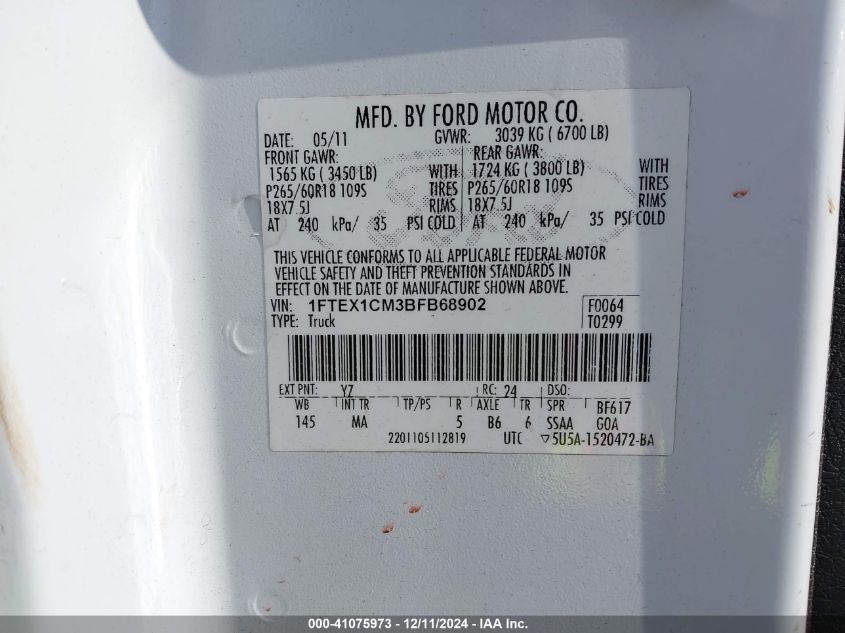 MFD. BY FORD MOTOR CO.
DATE: 05/11 GVWR: 3039 KG ( 6700 LB)
FRONT GAWR: REAR GAWR:
1565 KG ( 3450 LB) WITH 1724 KG ( 3800 LB) WITH
P265/60R18 109S TIRES P265/60R18 109S TIRES
18X7.5J RIMS 18X7.5J RIMS
AT 240 kPa/ 35 PSI COLD AT 240 kPa/ 35 PSI COLD
THIS VEHICLE CONFORMS TO ALL APPLICABLE FEDERAL MOTOR
VEHICLE SAFETY AND THEFT PREVENTION STANDARDS IN
EFFECT ON THE DATE OF MANUFACTURE SHOWN ABOVE.
VIN: 1FTEX1CM3BFB68902 F0064
TYPE: Truck T0299
EXT PNT: YZ RC: 24 DSO:
WB INT TR TP/PS R AXLE TR SPR BF617
145 MA 5 B6 6 SSAA GOA
2201105112819 UTC ▽5U5A-1520472-BA
000-41075973 - 12/11/2024 - IAA Inc.